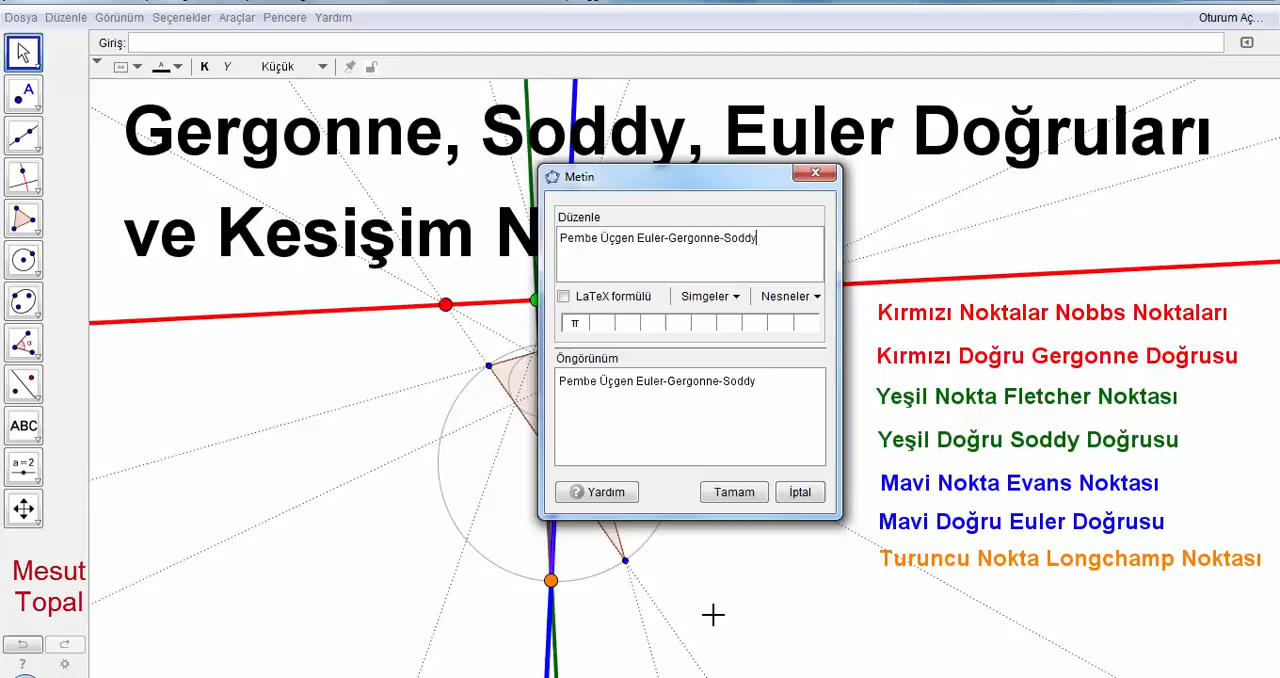 Dosya Düzenle Görünüm Seçenekler Araçlar Pencere Yardım
Oturum Aç...
Giriş:
A K Y Küçük
Gergonne, Soddy, Euler Doğruları
ve Kesişim N
Metin
Düzenle
Pembe Üçgen Euler-Gergonne-Soddy
LaTeX formülü Simgeler Nesneler
π
Öngörünüm
Pembe Üçgen Euler-Gergonne-Soddy
Yardım Tamam İptal
Kırmızı Noktalar Nobbs Noktaları
Kırmızı Doğru Gergonne Doğrusu
Yeşil Nokta Fletcher Noktası
Yeşil Doğru Soddy Doğrusu
Mavi Nokta Evans Noktası
Mavi Doğru Euler Doğrusu
Turuncu Nokta Longchamp Noktası
A
α
ABC
a=2
Mesut
Topal
?